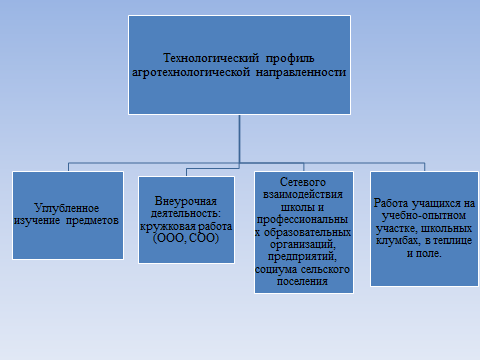 Технологический профиль
агротехнологической направленности
Углубленное
изучение предметов
Внеурочная
деятельность:
кружковая работа
(ООО, СОО)
Сетевого
взаимодействия
школы и
профессиональны
х образовательных
организаций,
предприятий,
социума сельского
поселения
Работа учащихся на
учебно-опытном
участке, школьных
клумбах, в теплице
и поле.